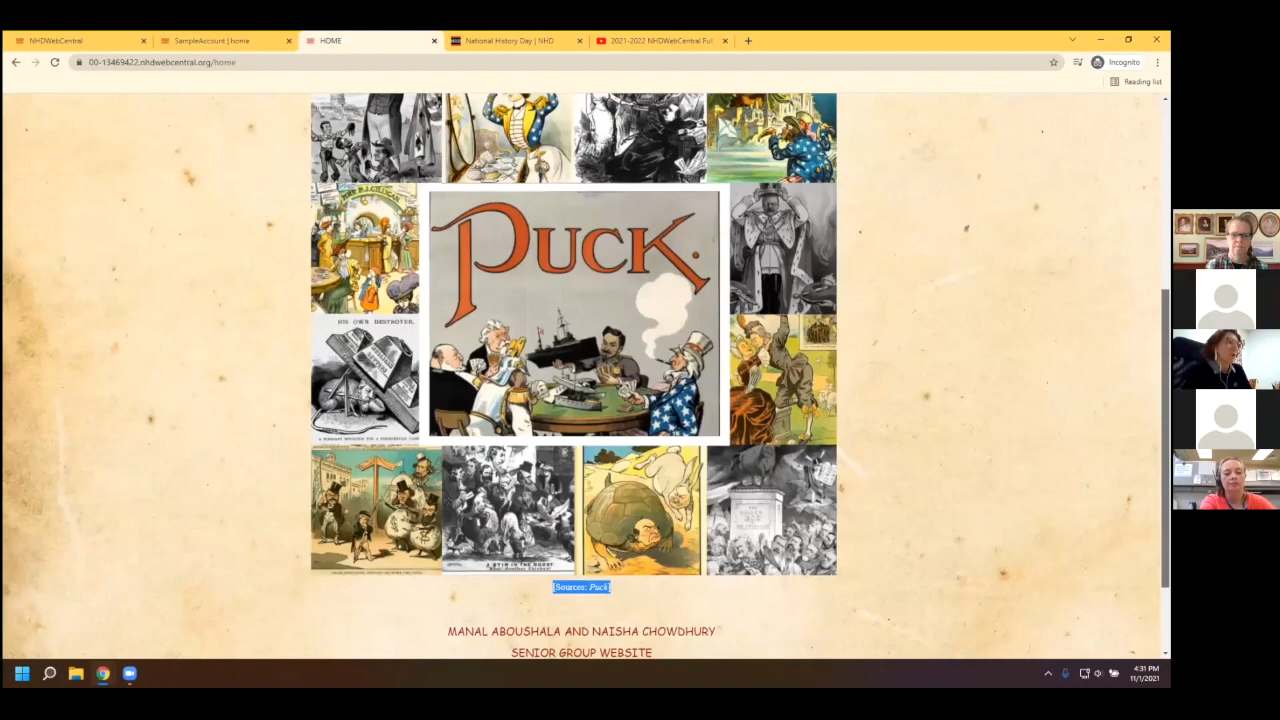 NHDWebCentral
SampleAccount | home
HOME
National History Day | NHD
2021-2022 NHDWebCentral Full
00-13469422.nhdwebcentral.org/home
Incognito
Reading list
PUCK.
HIS OWN DESTROYER.
[Sources: Puck]
MANAL ABOUSHALA AND NAISHA CHOWDHURY
SENIOR GROUP WEBSITE
4:31 PM
11/1/2021